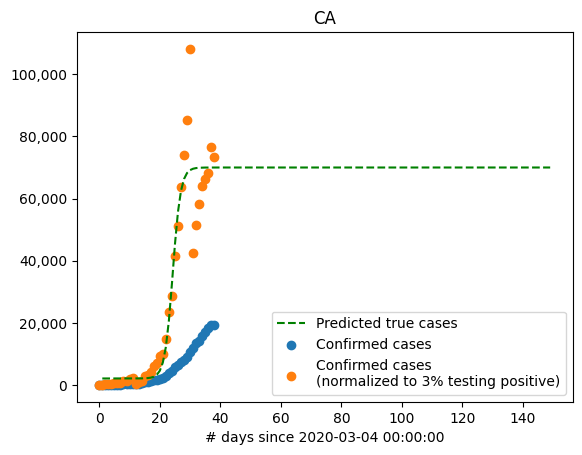 CA
100,000
80,000
60,000
40,000
20,000
0
Predicted true cases
Confirmed cases
Confirmed cases
(normalized to 3% testing positive)
0 20 40 60 80 100 120 140
# days since 2020-03-04 00:00:00